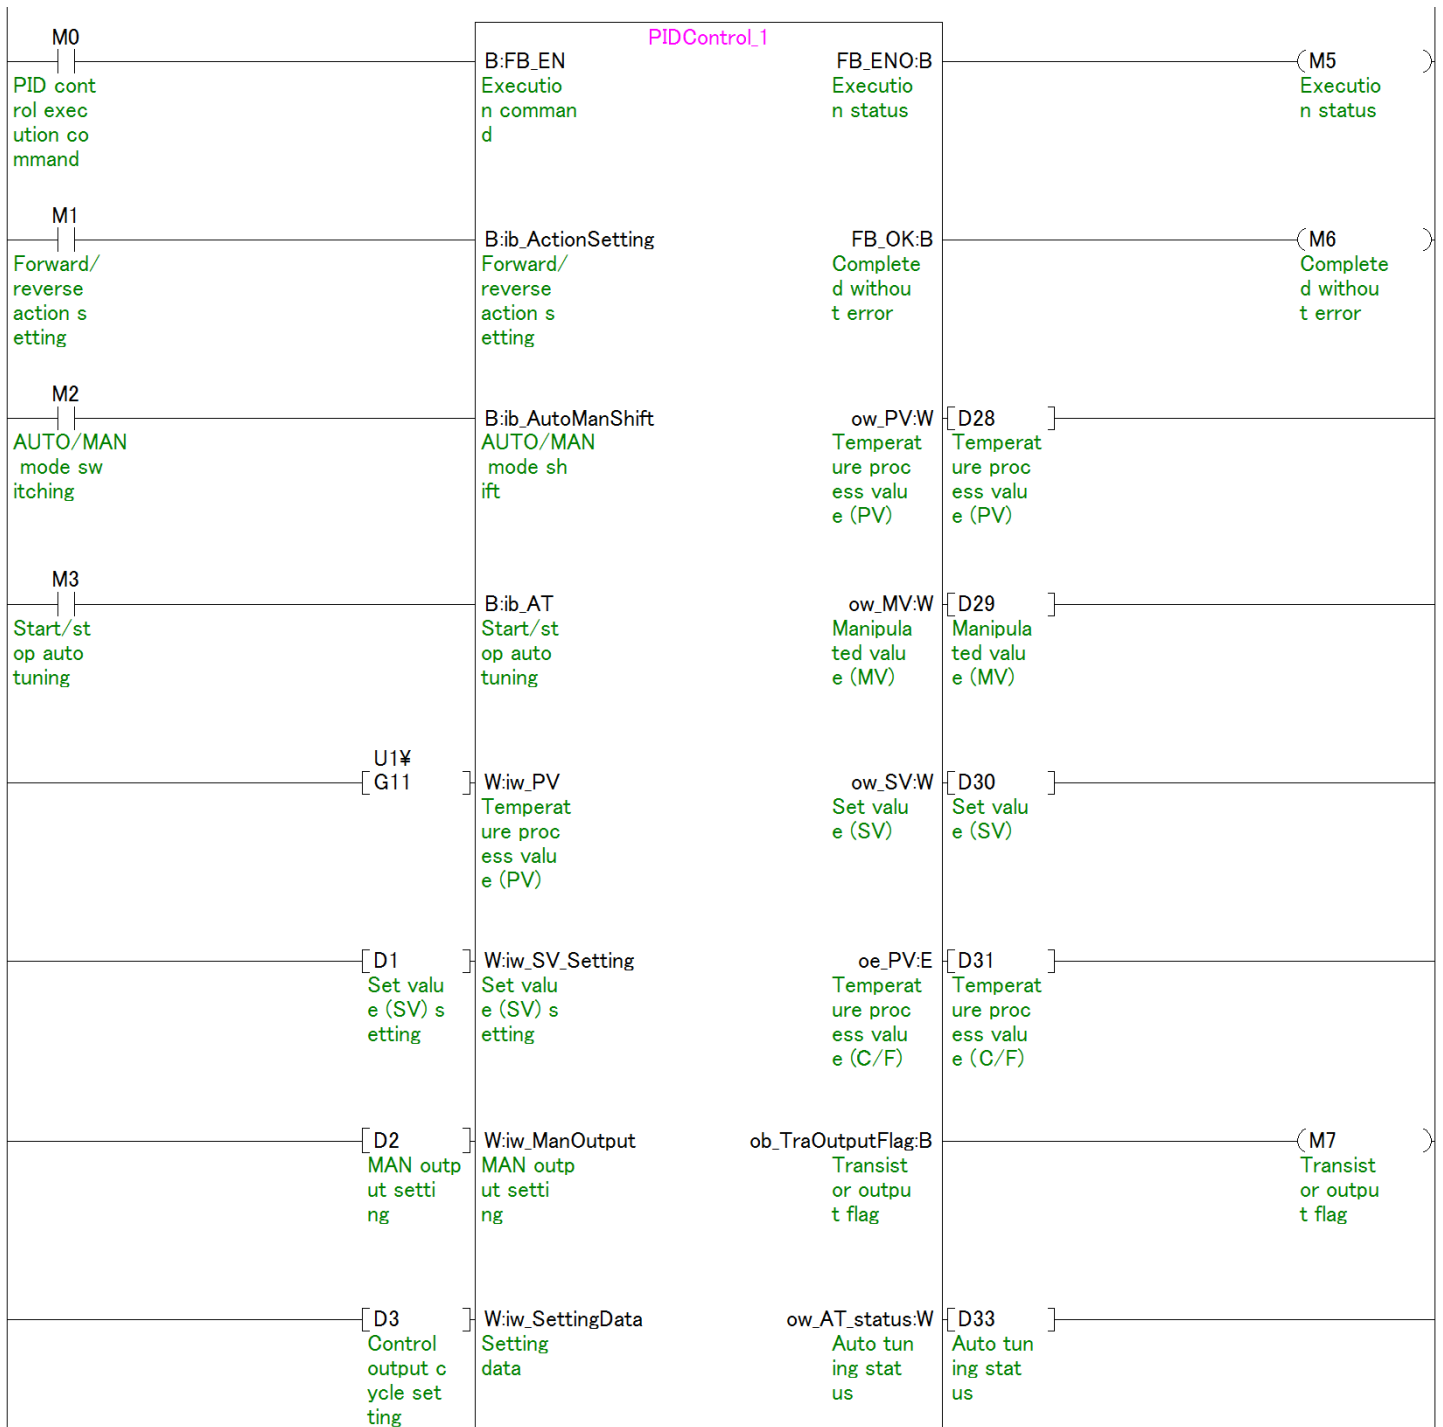 PIDControl_1
M0
B:FB_EN
FB_ENO:B
M5
PID cont
rol exec
ution co
mmand
Executio
n comman
d
Executio
n status
Executio
n status
M1
B:ib_ActionSetting
FB_OK:B
M6
Forward/
reverse
action s
etting
Forward/
reverse
action s
etting
Complete
d withou
t error
Complete
d withou
t error
M2
B:ib_AutoManShift
ow_PV:W
D28
AUTO/MAN
mode sw
itching
AUTO/MAN
mode sh
ift
Temperat
ure proc
ess valu
e (PV)
Temperat
ure proc
ess valu
e (PV)
M3
B:ib_AT
ow_MV:W
D29
Start/st
op auto
tuning
Start/st
op auto
tuning
Manipula
ted valu
e (MV)
Manipula
ted valu
e (MV)
U1¥
G11
W:iw_PV
ow_SV:W
D30
Temperat
ure proc
ess valu
e (PV)
Set valu
e (SV)
Set valu
e (SV)
D1
W:iw_SV_Setting
oe_PV:E
D31
Set valu
e (SV) s
etting
Set valu
e (SV) s
etting
Temperat
ure proc
ess valu
e (C/F)
Temperat
ure proc
ess valu
e (C/F)
D2
W:iw_ManOutput
ob_TraOutputFlag:B
M7
MAN outp
ut setti
ng
MAN outp
ut setti
ng
Transist
or outpu
t flag
Transist
or outpu
t flag
D3
W:iw_SettingData
ow_AT_status:W
D33
Control
output c
ycle set
ting
Setting
data
Auto tun
ing stat
us
Auto tun
ing stat
us